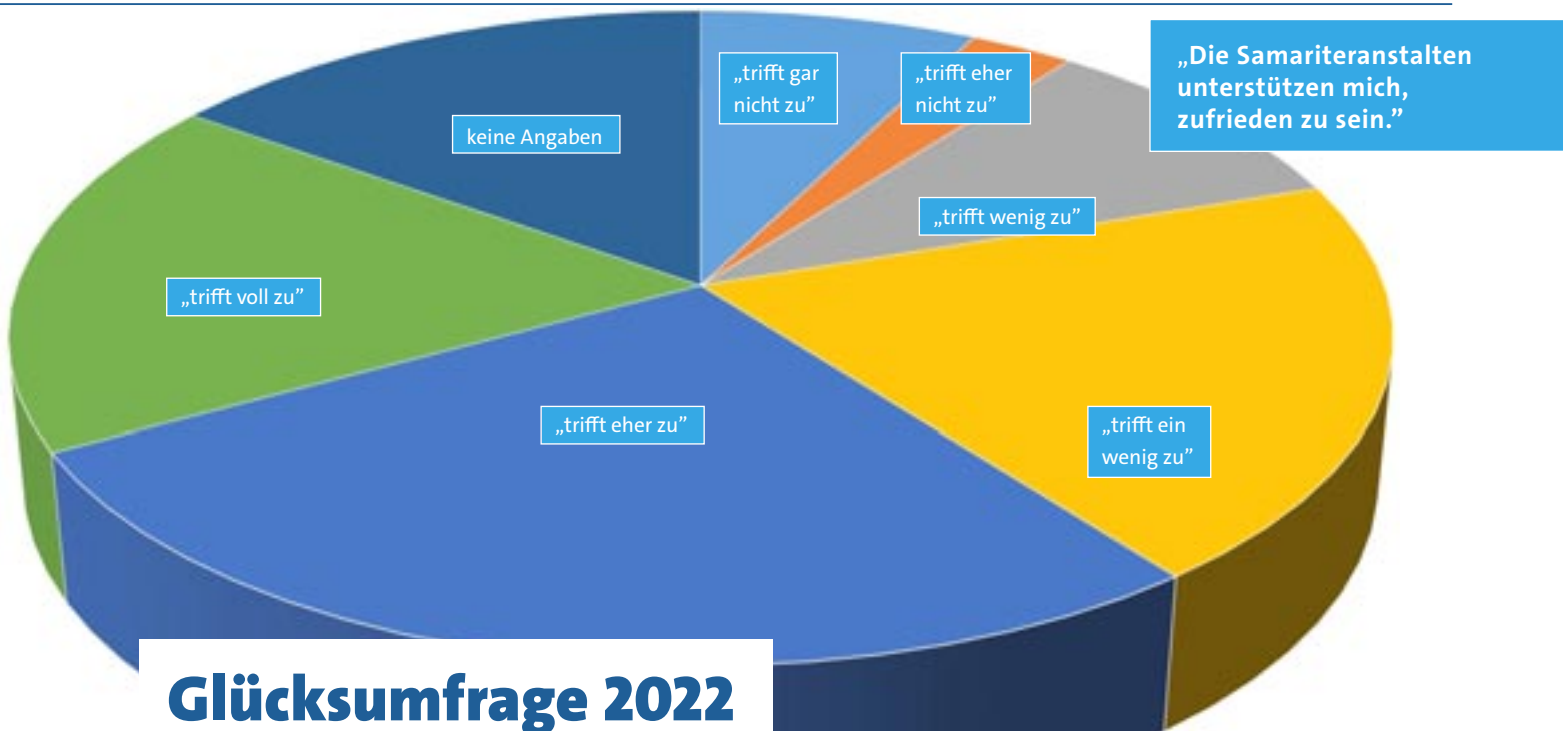 „Die Samariteranstalten
unterstützen mich,
zufrieden zu sein.”
„trifft gar
nicht zu”
„trifft eher
nicht zu”
keine Angaben
„trifft wenig zu”
„trifft voll zu”
„trifft eher zu”
„trifft ein
wenig zu”
Glücksumfrage 2022